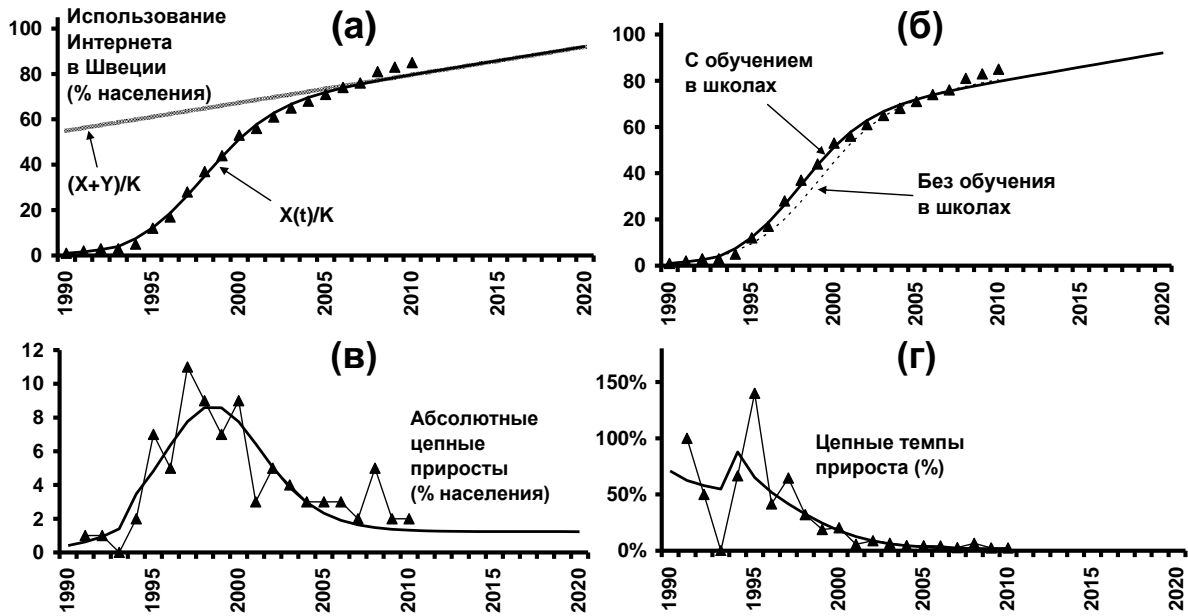 Использование
Интернета
в Швеции
(% населения)
(а)
100
80
60
40
20
0
(X+Y)/K
X(t)/K
1990
1995
2000
2005
2010
2015
2020
(б)
100
80
60
40
20
0
С обучением
в школах
Без обучения
в школах
1990
1995
2000
2005
2010
2015
2020
(в)
12
10
8
6
4
2
0
Абсолютные
цепные
приросты
(% населения)
1990
1995
2000
2005
2010
2015
2020
(г)
150%
100%
50%
0%
Цепные темпы
прироста (%)
1990
1995
2000
2005
2010
2015
2020